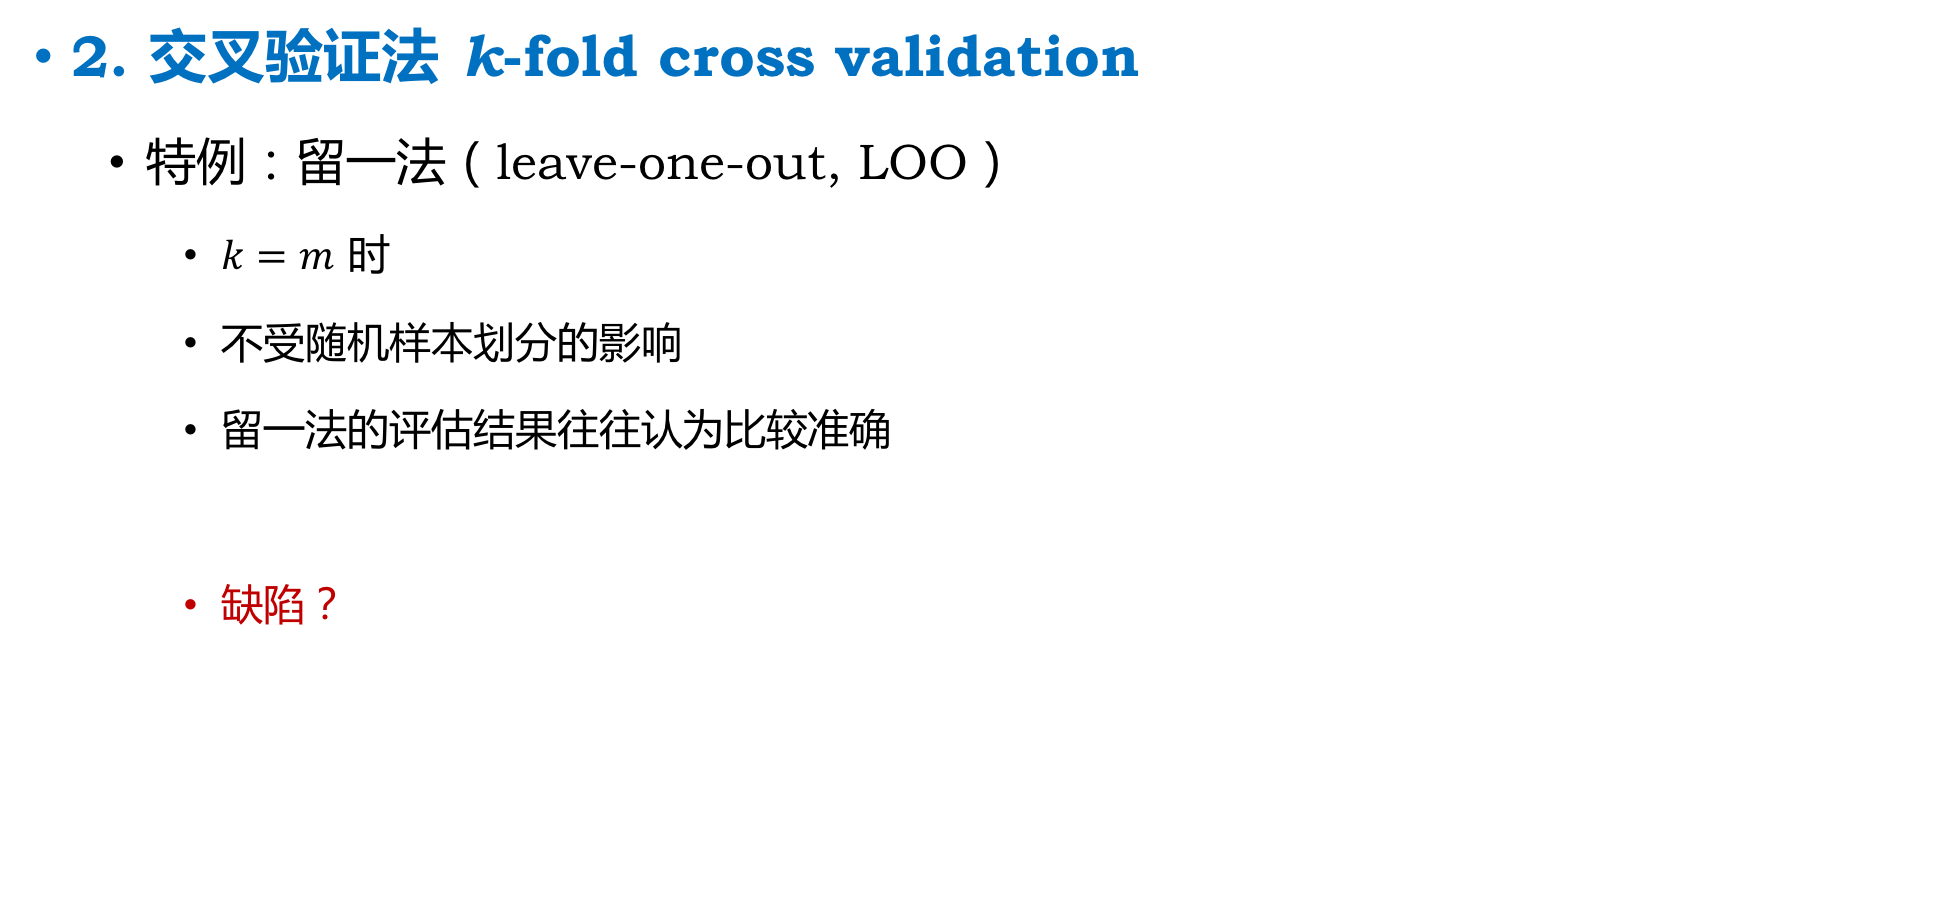 • 2. 交叉验证法 k-fold cross validation
• 特例：留一法（leave-one-out, LOO）
• k = m 时
• 不受随机样本划分的影响
• 留一法的评估结果往往认为比较准确
• 缺陷？